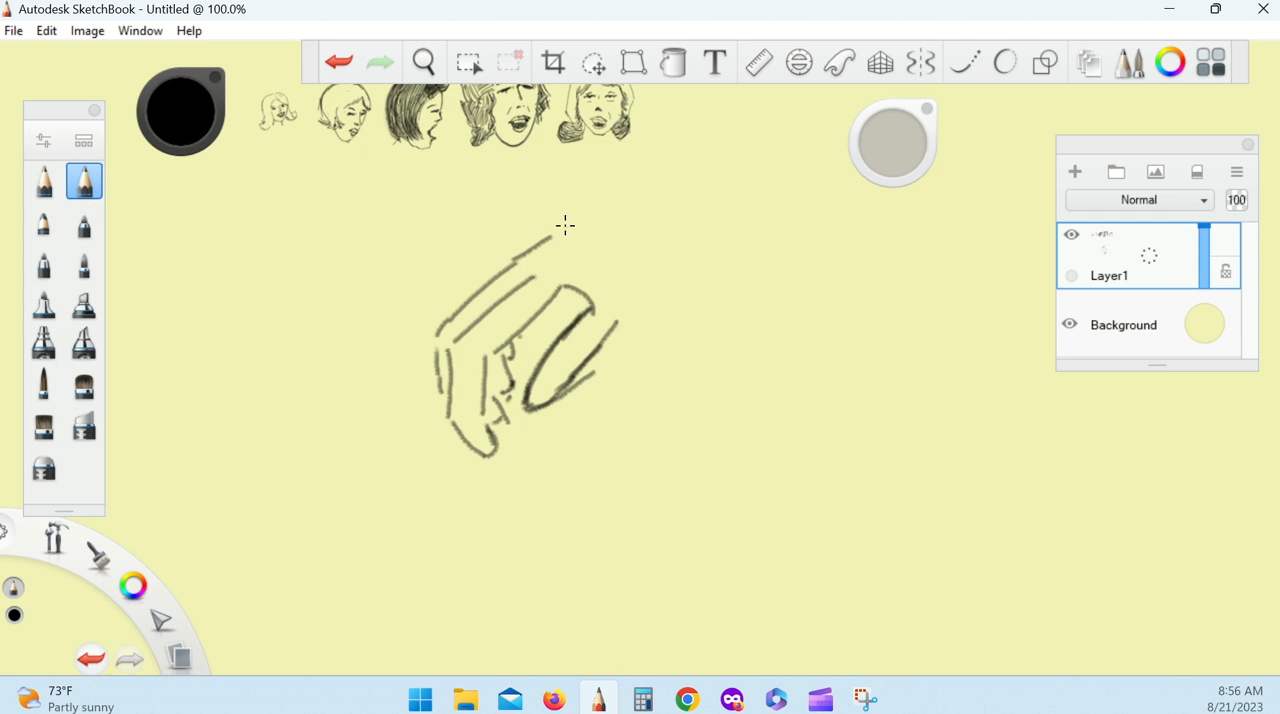 Autodesk SketchBook - Untitled @ 100.0%
File Edit Image Window Help
T
Normal 100
Layer1
Background
73°F
Partly sunny
8:56 AM
8/21/2023